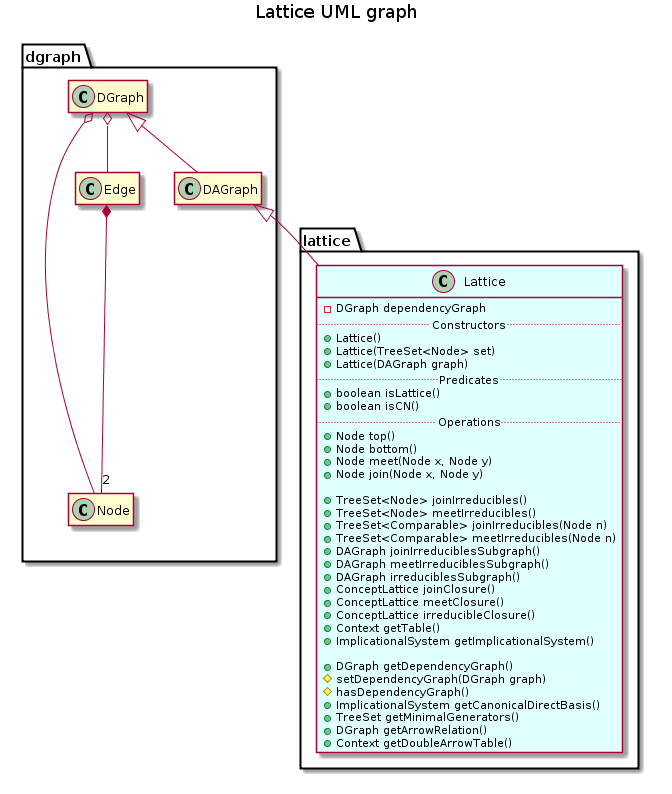 Lattice UML graph
dgraph
C DGraph
C Edge
C DAGraph
2
C Node
lattice
C Lattice
DGraph dependencyGraph
Constructors
Lattice()
Lattice(TreeSet<Node> set)
Lattice(DAGraph graph)
Predicates
boolean isLattice()
boolean isCN()
Operations
Node top()
Node bottom()
Node meet(Node x, Node y)
Node join(Node x, Node y)
TreeSet<Node> joinIrreducibles()
TreeSet<Node> meetIrreducibles()
TreeSet<Comparable> joinIrreducibles(Node n)
TreeSet<Comparable> meetIrreducibles(Node n)
DAGraph joinIrreduciblesSubgraph()
DAGraph meetIrreduciblesSubgraph()
DAGraph irreduciblesSubgraph()
ConceptLattice joinClosure()
ConceptLattice meetClosure()
ConceptLattice irreducibleClosure()
Context getTable()
ImplicationalSystem getImplicationalSystem()
DGraph getDependencyGraph()
setDependencyGraph(DGraph graph)
hasDependencyGraph()
ImplicationalSystem getCanonicalDirectBasis()
TreeSet getMinimalGenerators()
DGraph getArrowRelation()
Context getDoubleArrowTable()